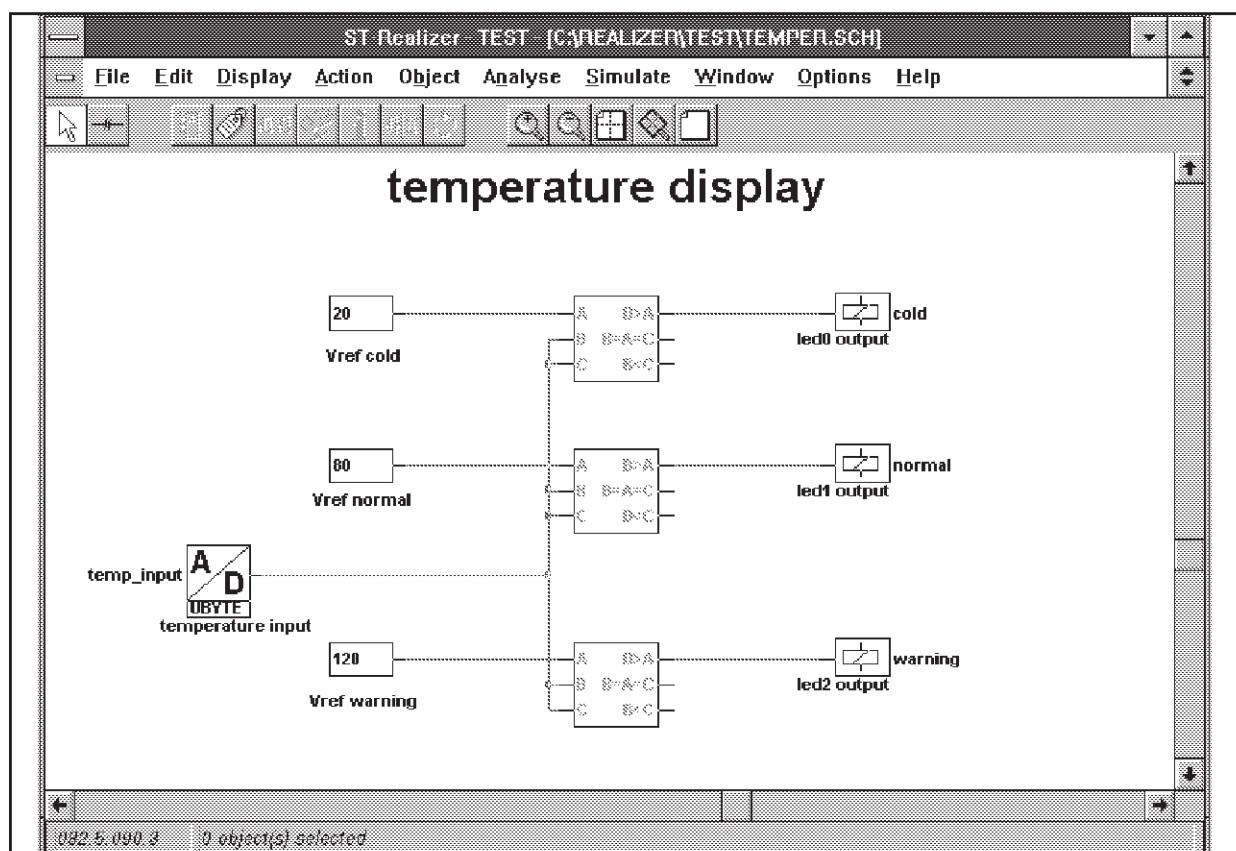 ST-Realizer - TEST - [C:\REALIZER\TEST\TEMPER.SCH]
File Edit Display Action Object Analyse Simulate Window Options Help
temperature display
20
A B>A
B B=A=C
C B<C
cold
led0 output
Vref cold
80
A B>A
B B=A=C
C B<C
normal
led1 output
Vref normal
temp_input
A
D
UBYTE
temperature input
120
A B>A
B B=A=C
C B<C
warning
led2 output
Vref warning
0 object(s) selected